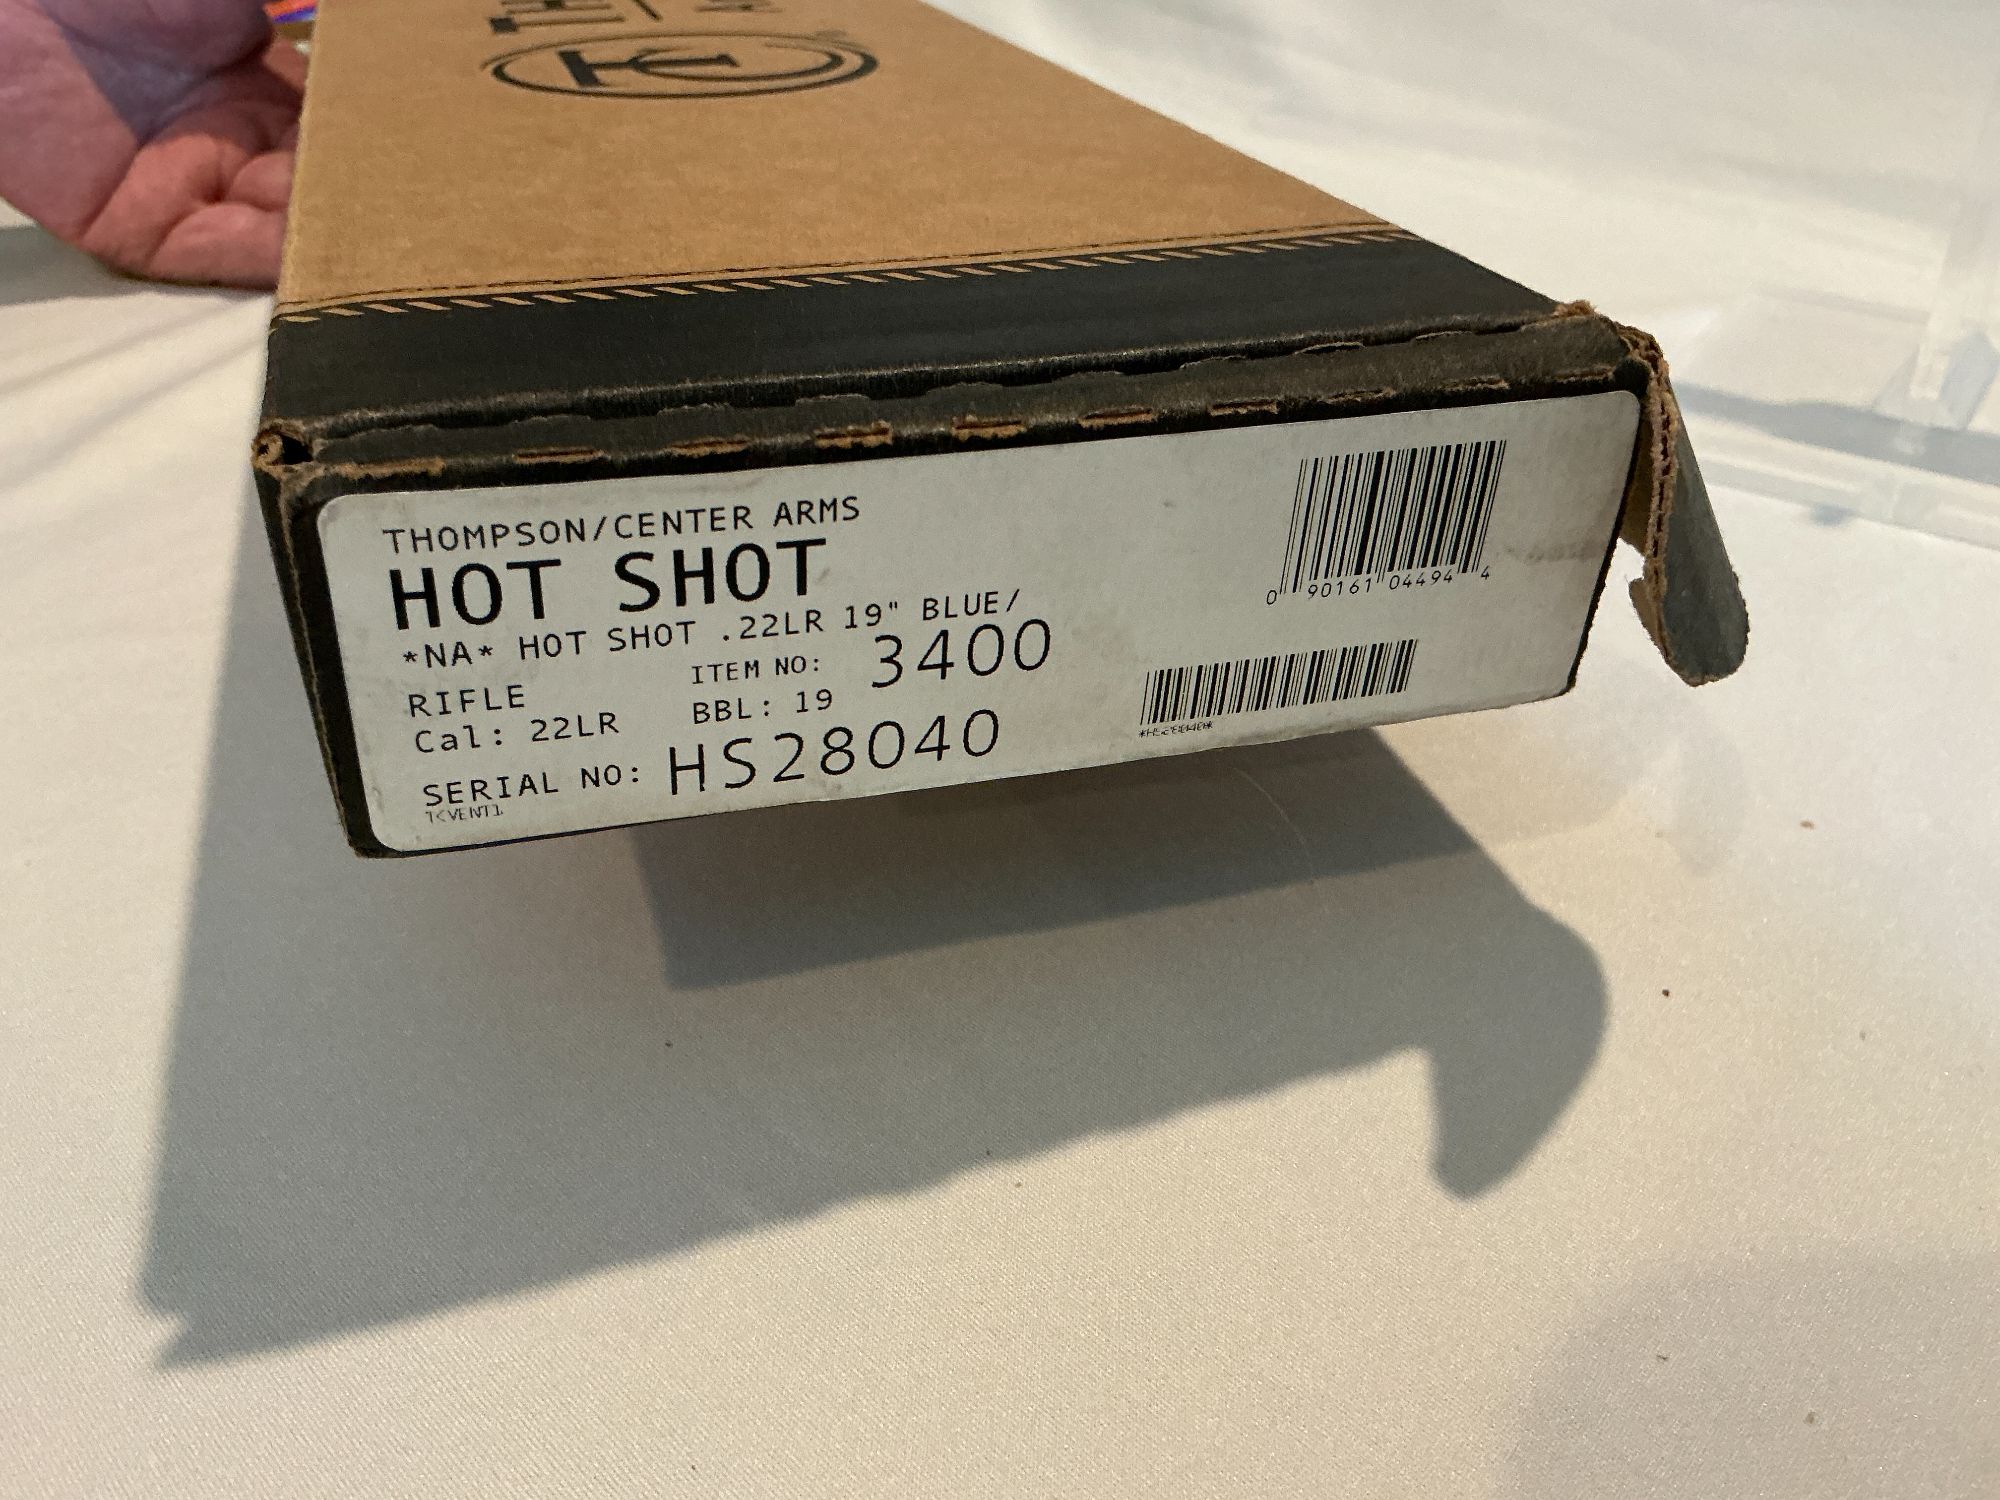 TC
THOMPSON/CENTER ARMS
HOT SHOT
*NA* HOT SHOT .22LR 19" BLUE/
RIFLE ITEM NO: 3400
Cal: 22LR BBL: 19
SERIAL NO: HS28040
0 90161 04494 4